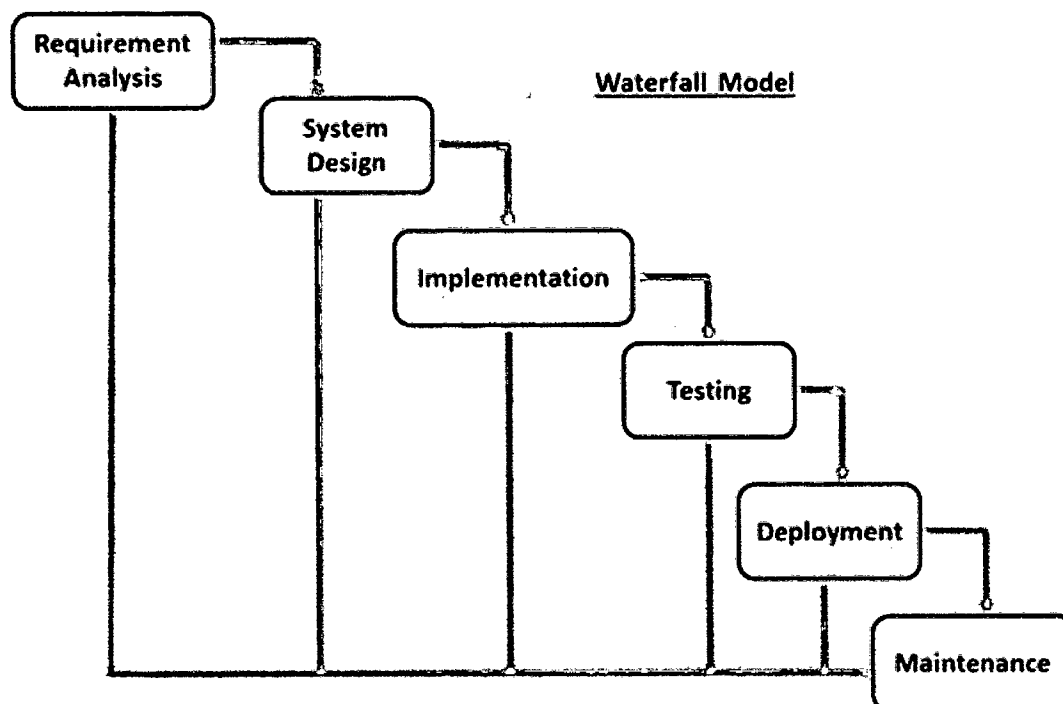 Requirement
Analysis
Waterfall Model
System
Design
Implementation
Testing
Deployment
Maintenance